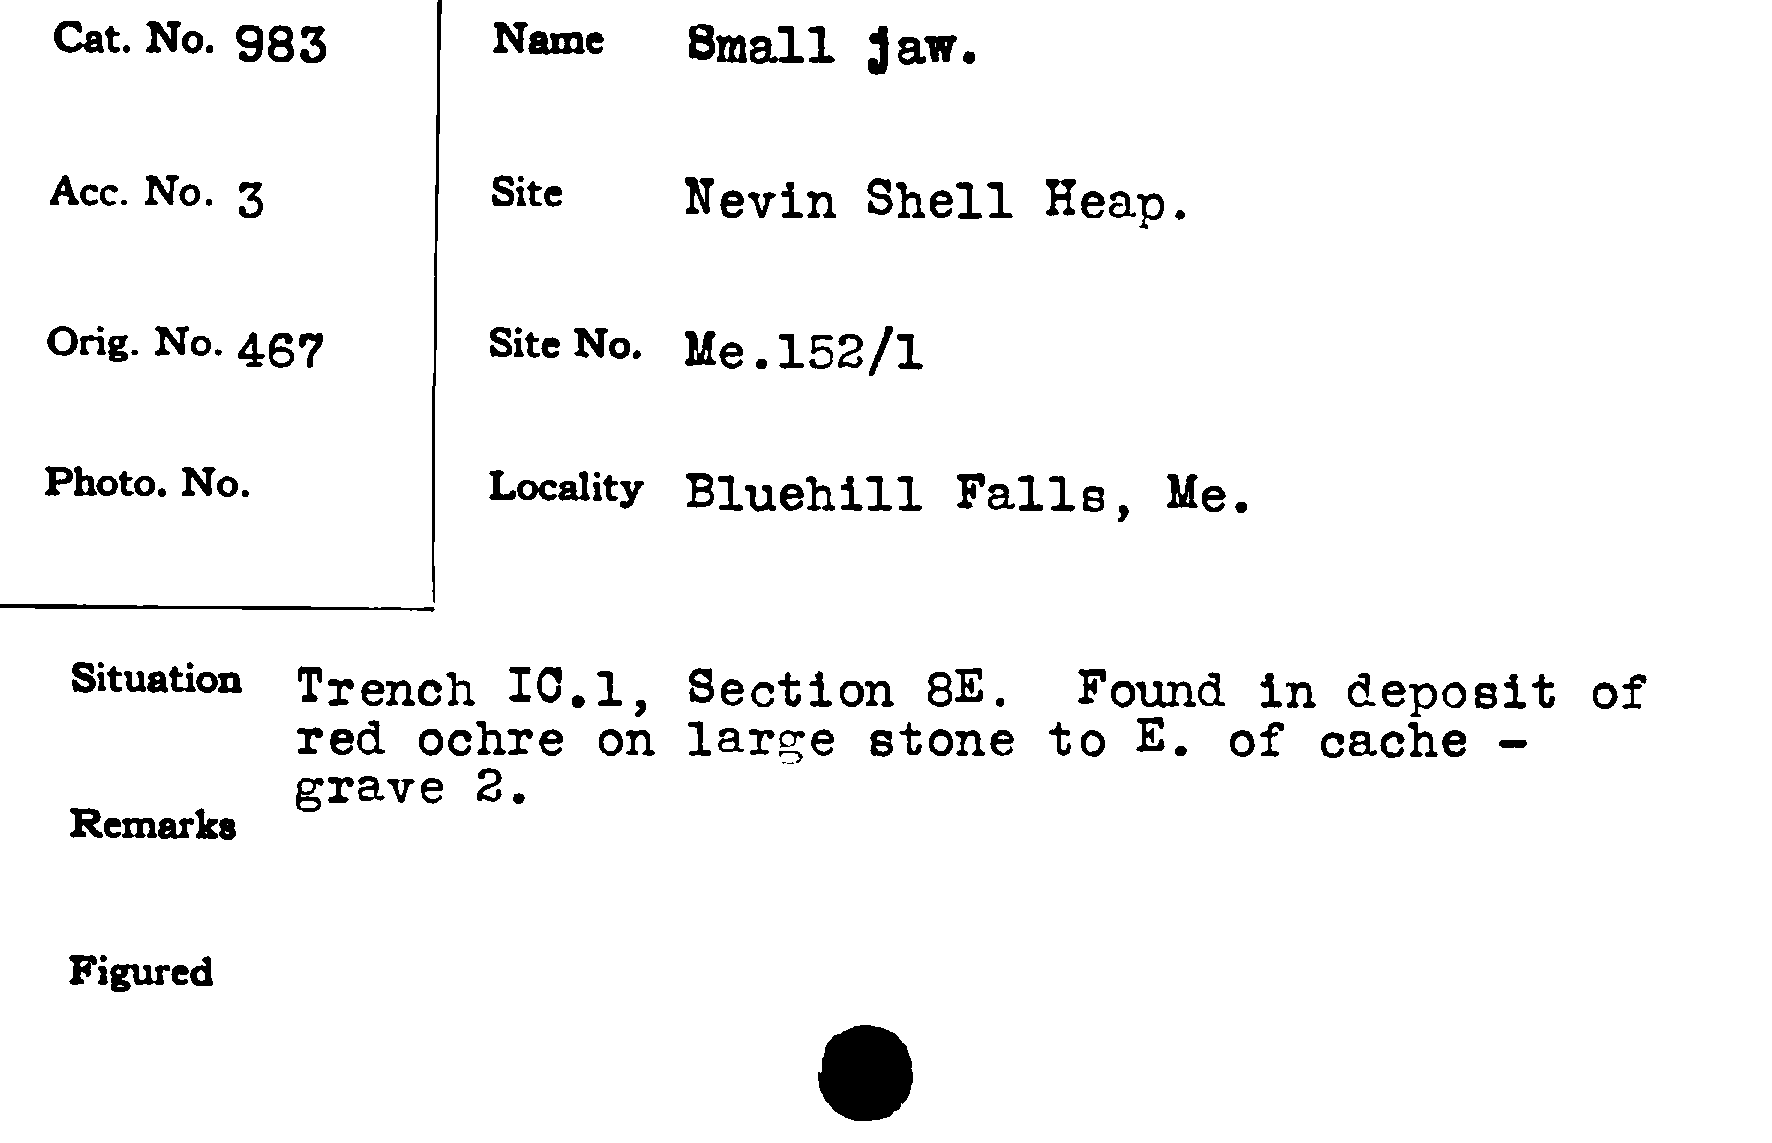 Cat. No. 983
Name Small jaw.
Acc. No. 3
Site Nevin Shell Heap.
Orig. No. 467
Site No. Me.152/1
Photo. No.
Locality Bluehill Falls, Me.
Situation Trench IC.1, Section 8E. Found in deposit of
red ochre on large stone to E. of cache -
grave 2.
Remarks
Figured